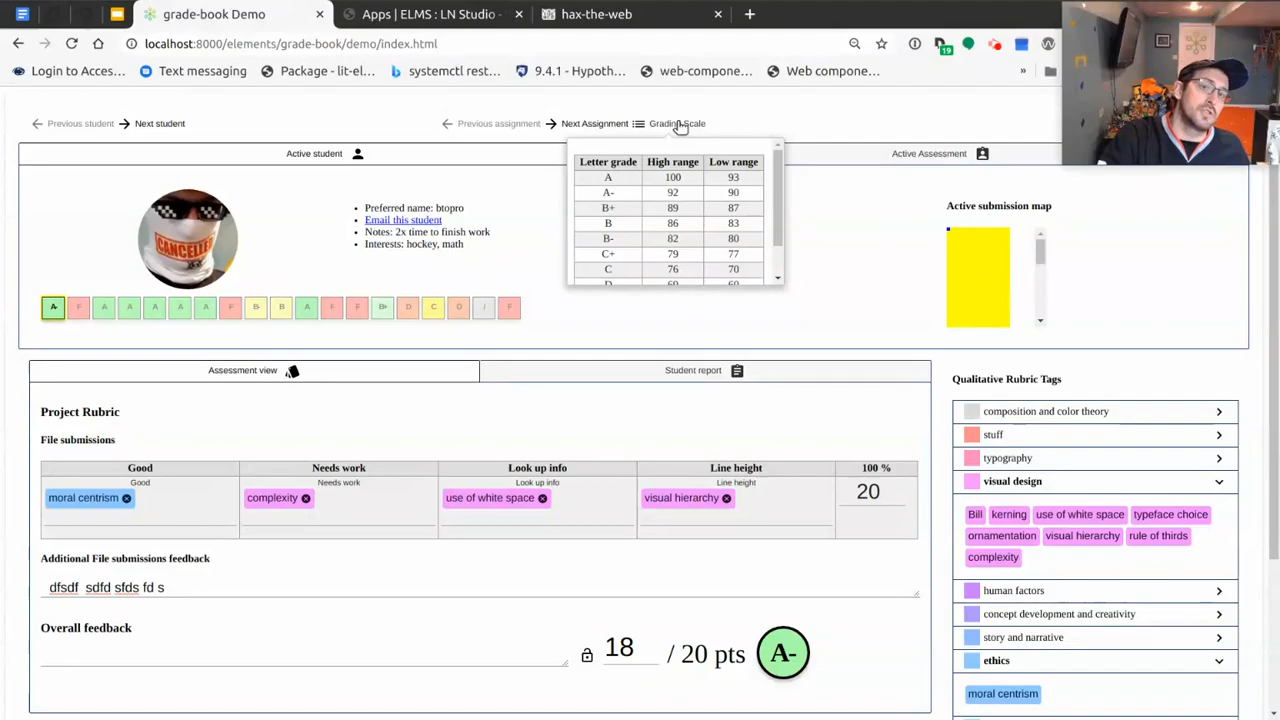 grade-book Demo
Apps | ELMS : LN Studio -
hax-the-web
localhost:8000/elements/grade-book/demo/index.html
19
Login to Acces...
Text messaging
Package - lit-el...
systemctl rest...
9.4.1 - Hypoth...
web-compone...
Web compone...
Previous student
Next student
Previous assignment
Next Assignment
Grading Scale
Active student
Active Assessment
Letter grade High range Low range
A 100 93
A- 92 90
B+ 89 87
B 86 83
B- 82 80
C+ 79 77
C 76 70
D 69 60
CANCELLED
Preferred name: btopro
Email this student
Notes: 2x time to finish work
Interests: hockey, math
Active submission map
A- F A A A A A F B- B A F F B+ D C D / F
Assessment view
Student report
Project Rubric
File submissions
Good Needs work Look up info Line height 100 %
Good Needs work Look up info Line height
moral centrism complexity use of white space visual hierarchy 20
Additional File submissions feedback
dfsdf sdfd sfds fd s
Overall feedback
18 / 20 pts A-
Qualitative Rubric Tags
composition and color theory
stuff
typography
visual design
Bill kerning use of white space typeface choice
ornamentation visual hierarchy rule of thirds
complexity
human factors
concept development and creativity
story and narrative
ethics
moral centrism